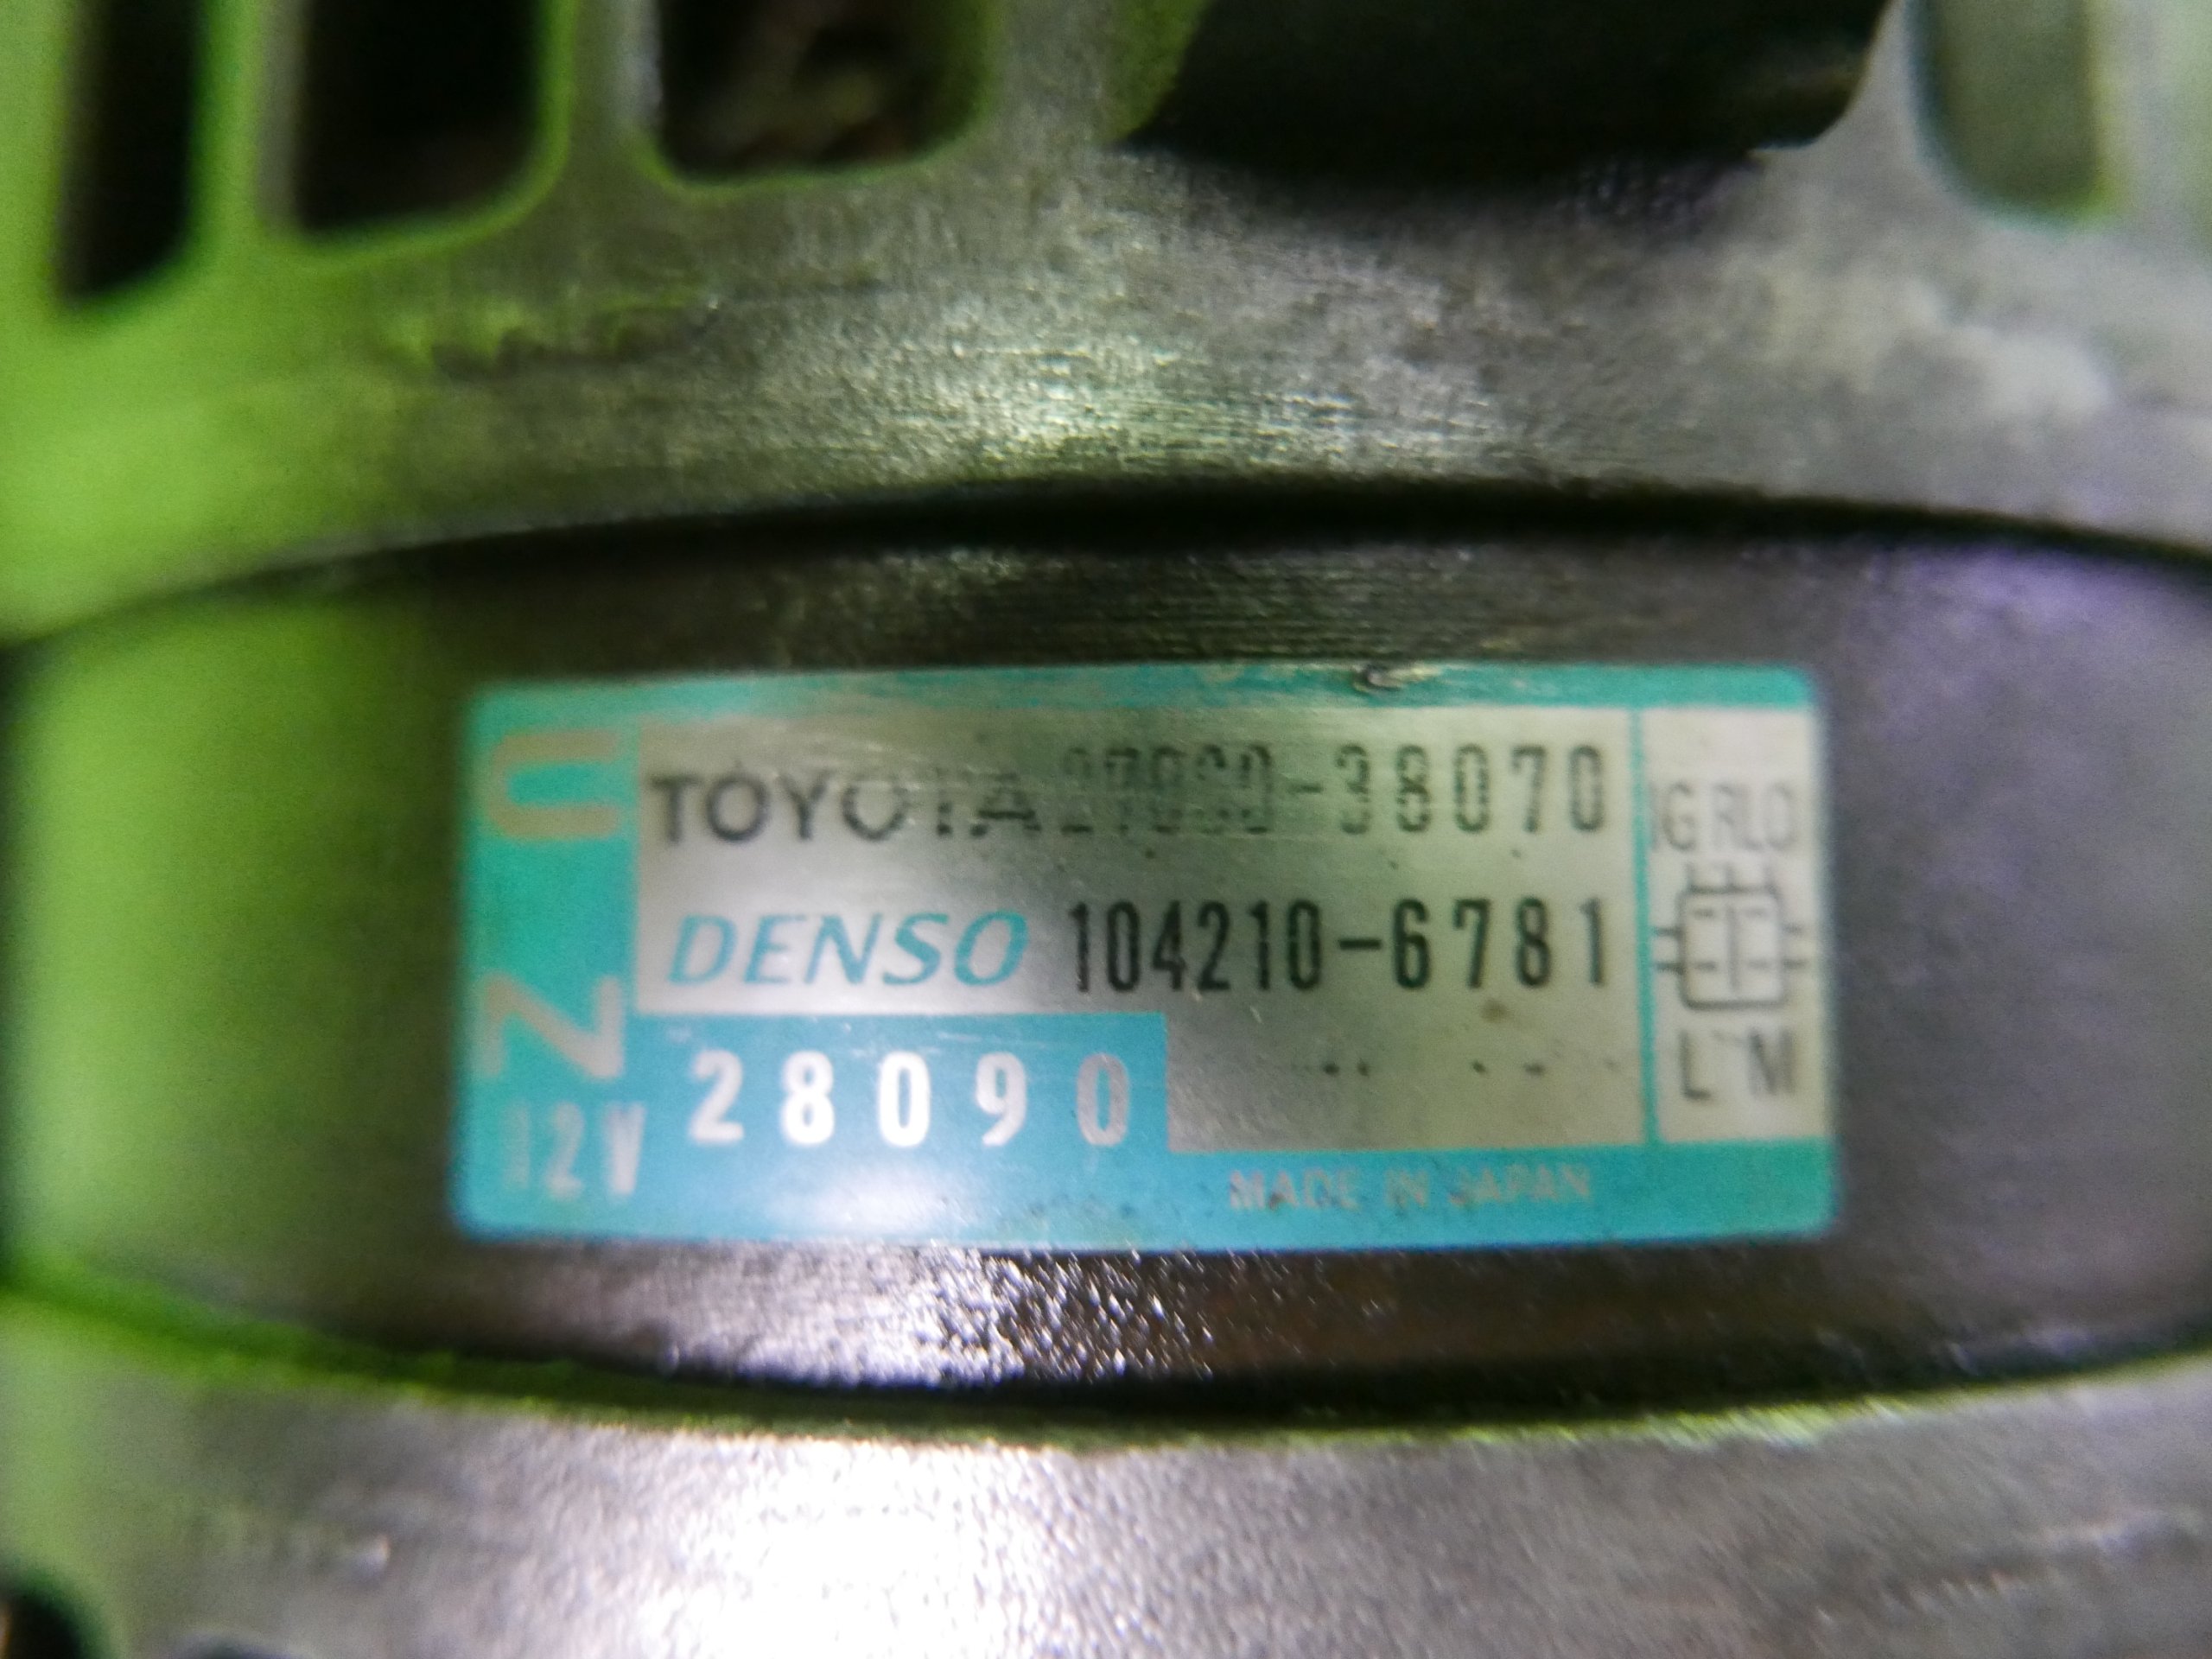 TOYOTA 27060-38070
DENSO 104210-6781
28090
12V
MADE IN JAPAN
IG RLO
L M